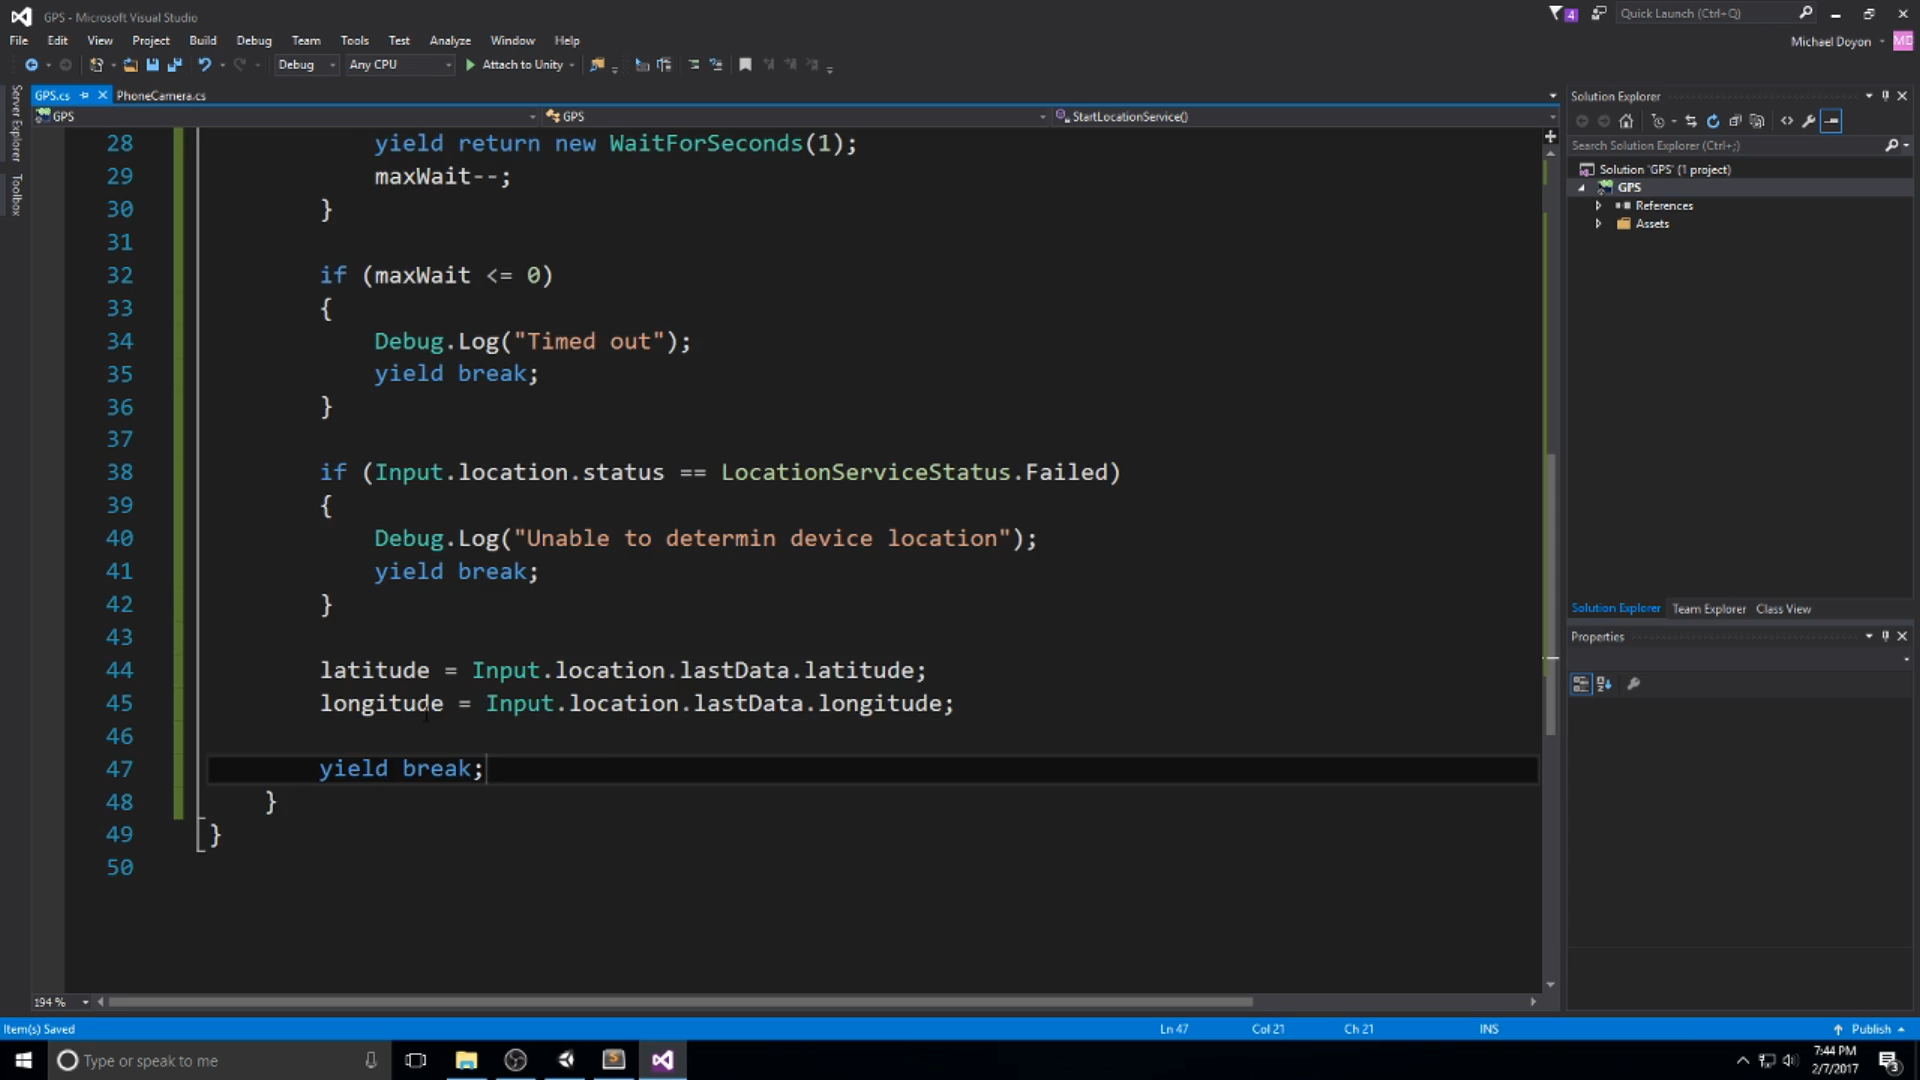 GPS - Microsoft Visual Studio
4
Quick Launch (Ctrl+Q)
File Edit View Project Build Debug Team Tools Test Analyze Window Help
Michael Doyon
MD
Debug
Any CPU
Attach to Unity
Server Explorer
Toolbox
GPS.cs
PhoneCamera.cs
GPS
GPS
StartLocationService()
28 yield return new WaitForSeconds(1);
29 maxWait--;
30 }
31
32 if (maxWait <= 0)
33 {
34 Debug.Log("Timed out");
35 yield break;
36 }
37
38 if (Input.location.status == LocationServiceStatus.Failed)
39 {
40 Debug.Log("Unable to determin device location");
41 yield break;
42 }
43
44 latitude = Input.location.lastData.latitude;
45 longitude = Input.location.lastData.longitude;
46
47 yield break;
48 }
49 }
50
194 %
Solution Explorer
Search Solution Explorer (Ctrl+;)
Solution "GPS" (1 project)
GPS
References
Assets
Solution Explorer Team Explorer Class View
Properties
Item(s) Saved
Ln 47
Col 21
Ch 21
INS
Publish
Type or speak to me
7:44 PM
2/7/2017
3